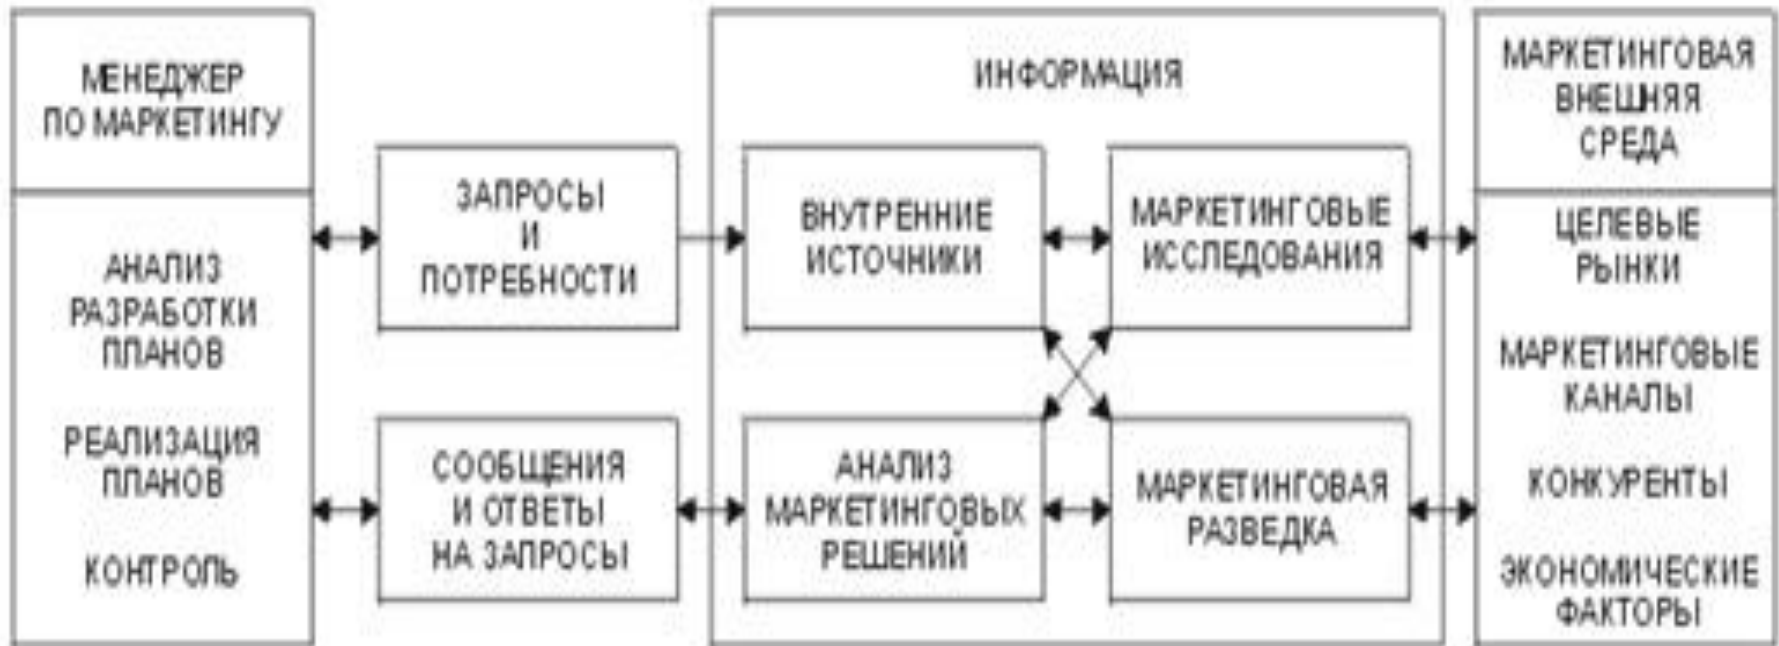 МЕНЕДЖЕР
ПО МАРКЕТИНГУ
АНАЛИЗ
РАЗРАБОТКИ
ПЛАНОВ
РЕАЛИЗАЦИЯ
ПЛАНОВ
КОНТРОЛЬ
ЗАПРОСЫ
И
ПОТРЕБНОСТИ
СООБЩЕНИЯ
И ОТВЕТЫ
НА ЗАПРОСЫ
ИНФОРМАЦИЯ
ВНУТРЕННИЕ
ИСТОЧНИКИ
МАРКЕТИНГОВЫЕ
ИССЛЕДОВАНИЯ
АНАЛИЗ
МАРКЕТИНГОВЫХ
РЕШЕНИЙ
МАРКЕТИНГОВАЯ
РАЗВЕДКА
МАРКЕТИНГОВАЯ
ВНЕШНЯЯ
СРЕДА
ЦЕЛЕВЫЕ
РЫНКИ
МАРКЕТИНГОВЫЕ
КАНАЛЫ
КОНКУРЕНТЫ
ЭКОНОМИЧЕСКИЕ
ФАКТОРЫ